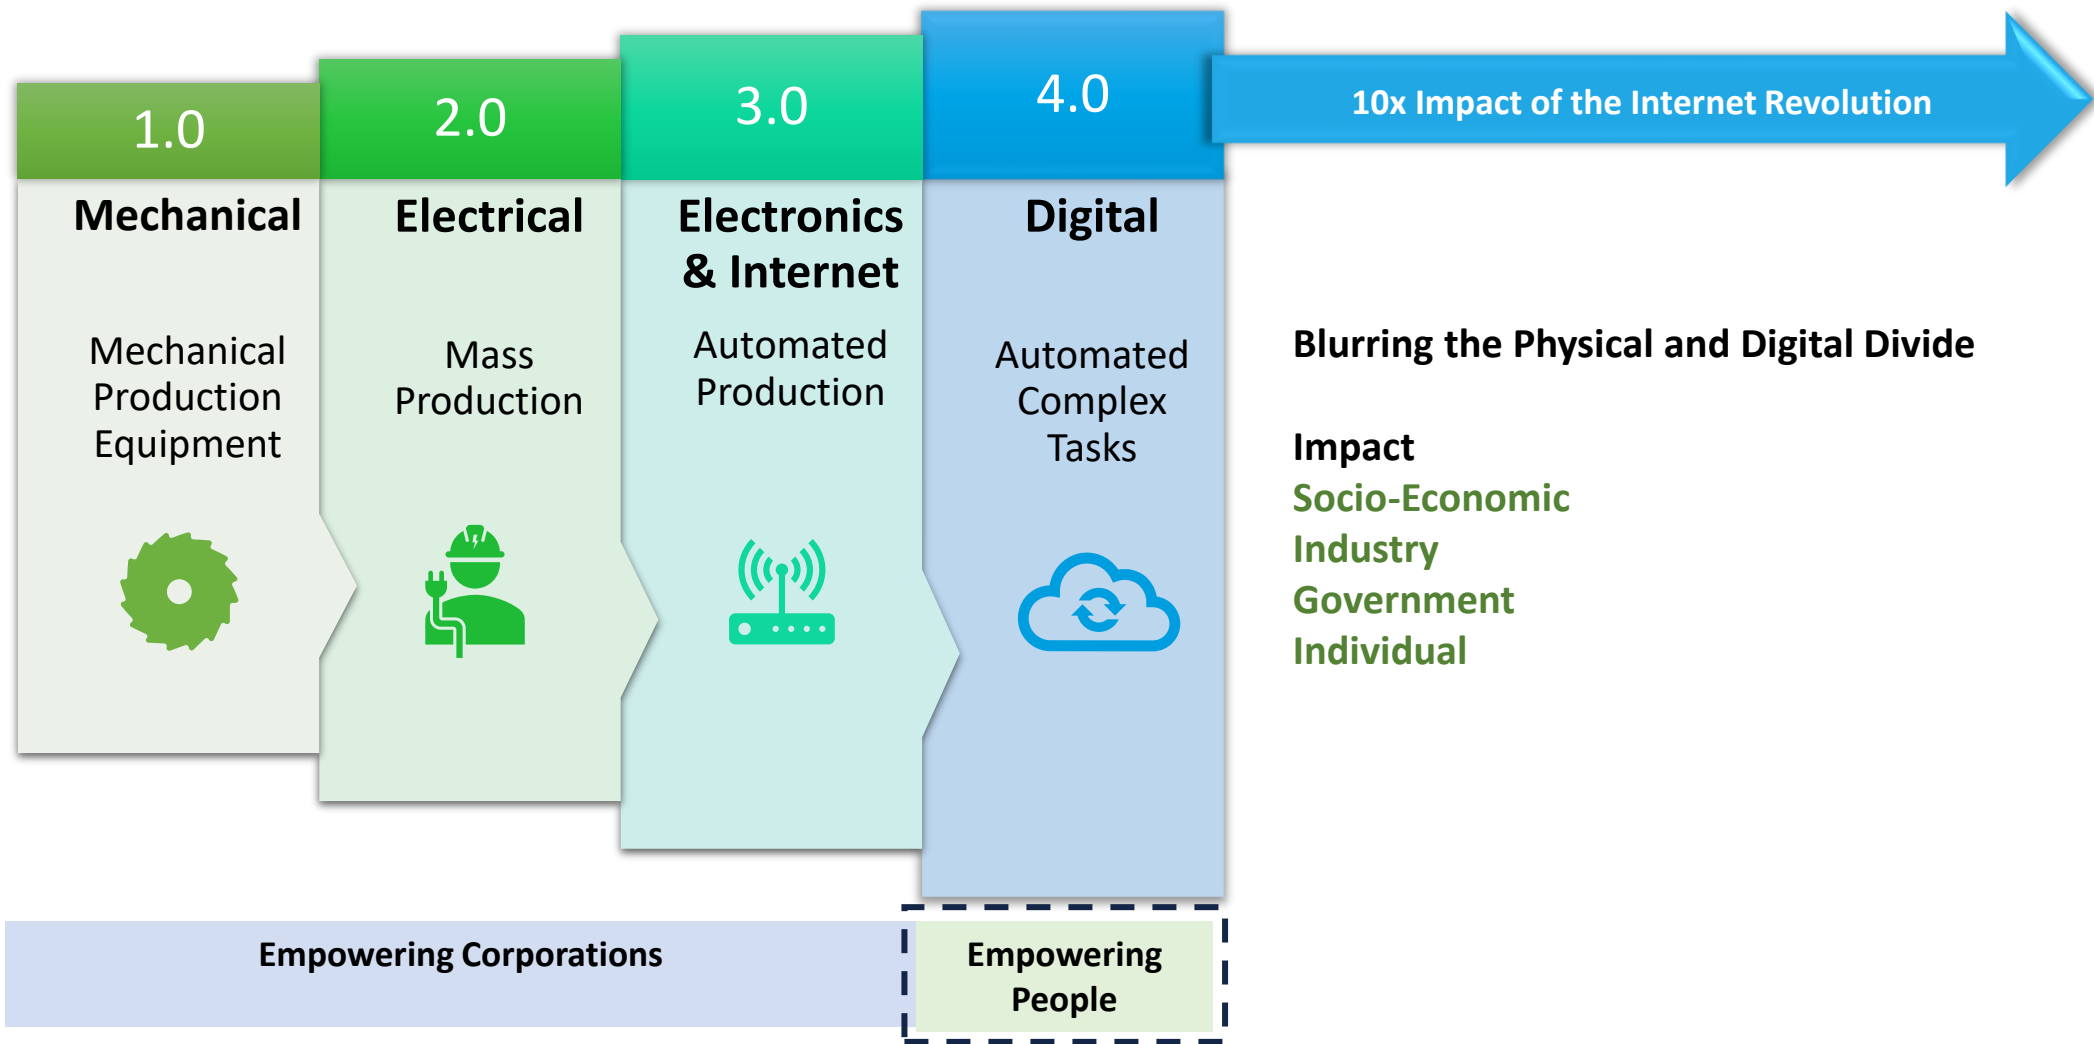 1.0
Mechanical
Mechanical
Production
Equipment
2.0
Electrical
Mass
Production
3.0
Electronics
& Internet
Automated
Production
4.0
Digital
Automated
Complex
Tasks
10x Impact of the Internet Revolution
Blurring the Physical and Digital Divide
Impact
Socio-Economic
Industry
Government
Individual
Empowering Corporations
Empowering
People